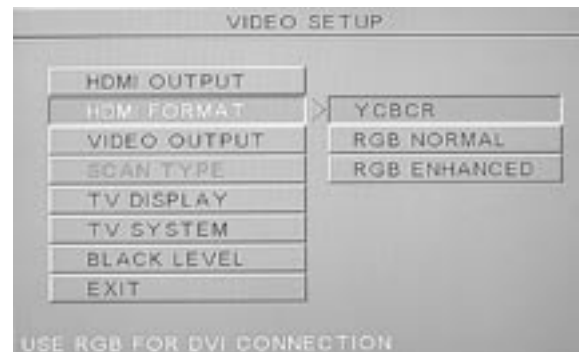 VIDEO SETUP
HDMI OUTPUT
HDMI FORMAT
VIDEO OUTPUT
SCAN TYPE
TV DISPLAY
TV SYSTEM
BLACK LEVEL
EXIT
YCBCR
RGB NORMAL
RGB ENHANCED
USE RGB FOR DVI CONNECTION